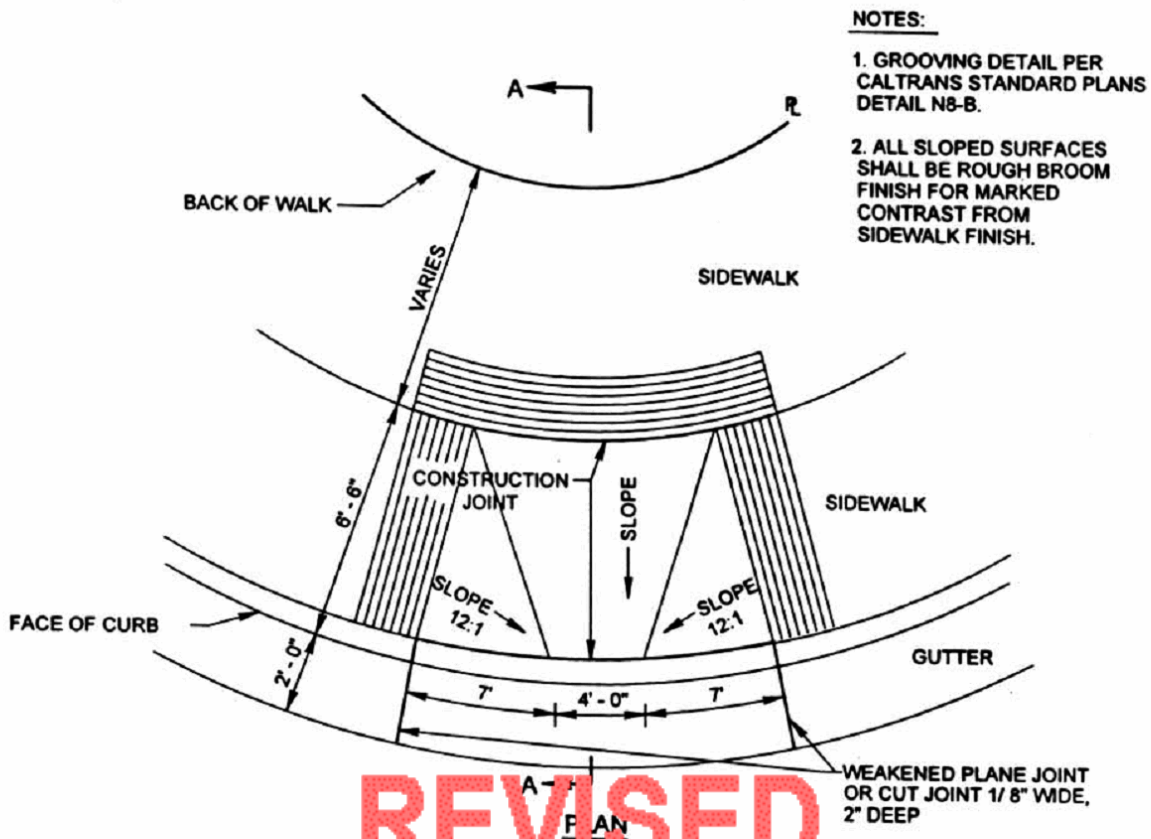 NOTES:
1. GROOVING DETAIL PER
CALTRANS STANDARD PLANS
DETAIL N8-B.
2. ALL SLOPED SURFACES
SHALL BE ROUGH BROOM
FINISH FOR MARKED
CONTRAST FROM
SIDEWALK FINISH.
A
PL
BACK OF WALK
VARIES
SIDEWALK
CONSTRUCTION
JOINT
SLOPE
6' - 6"
SIDEWALK
SLOPE
12:1
SLOPE
12:1
FACE OF CURB
2' - 0"
GUTTER
7'
4' - 0"
7'
WEAKENED PLANE JOINT
OR CUT JOINT 1/ 8" WIDE,
2" DEEP
A
REVISED
PLAN